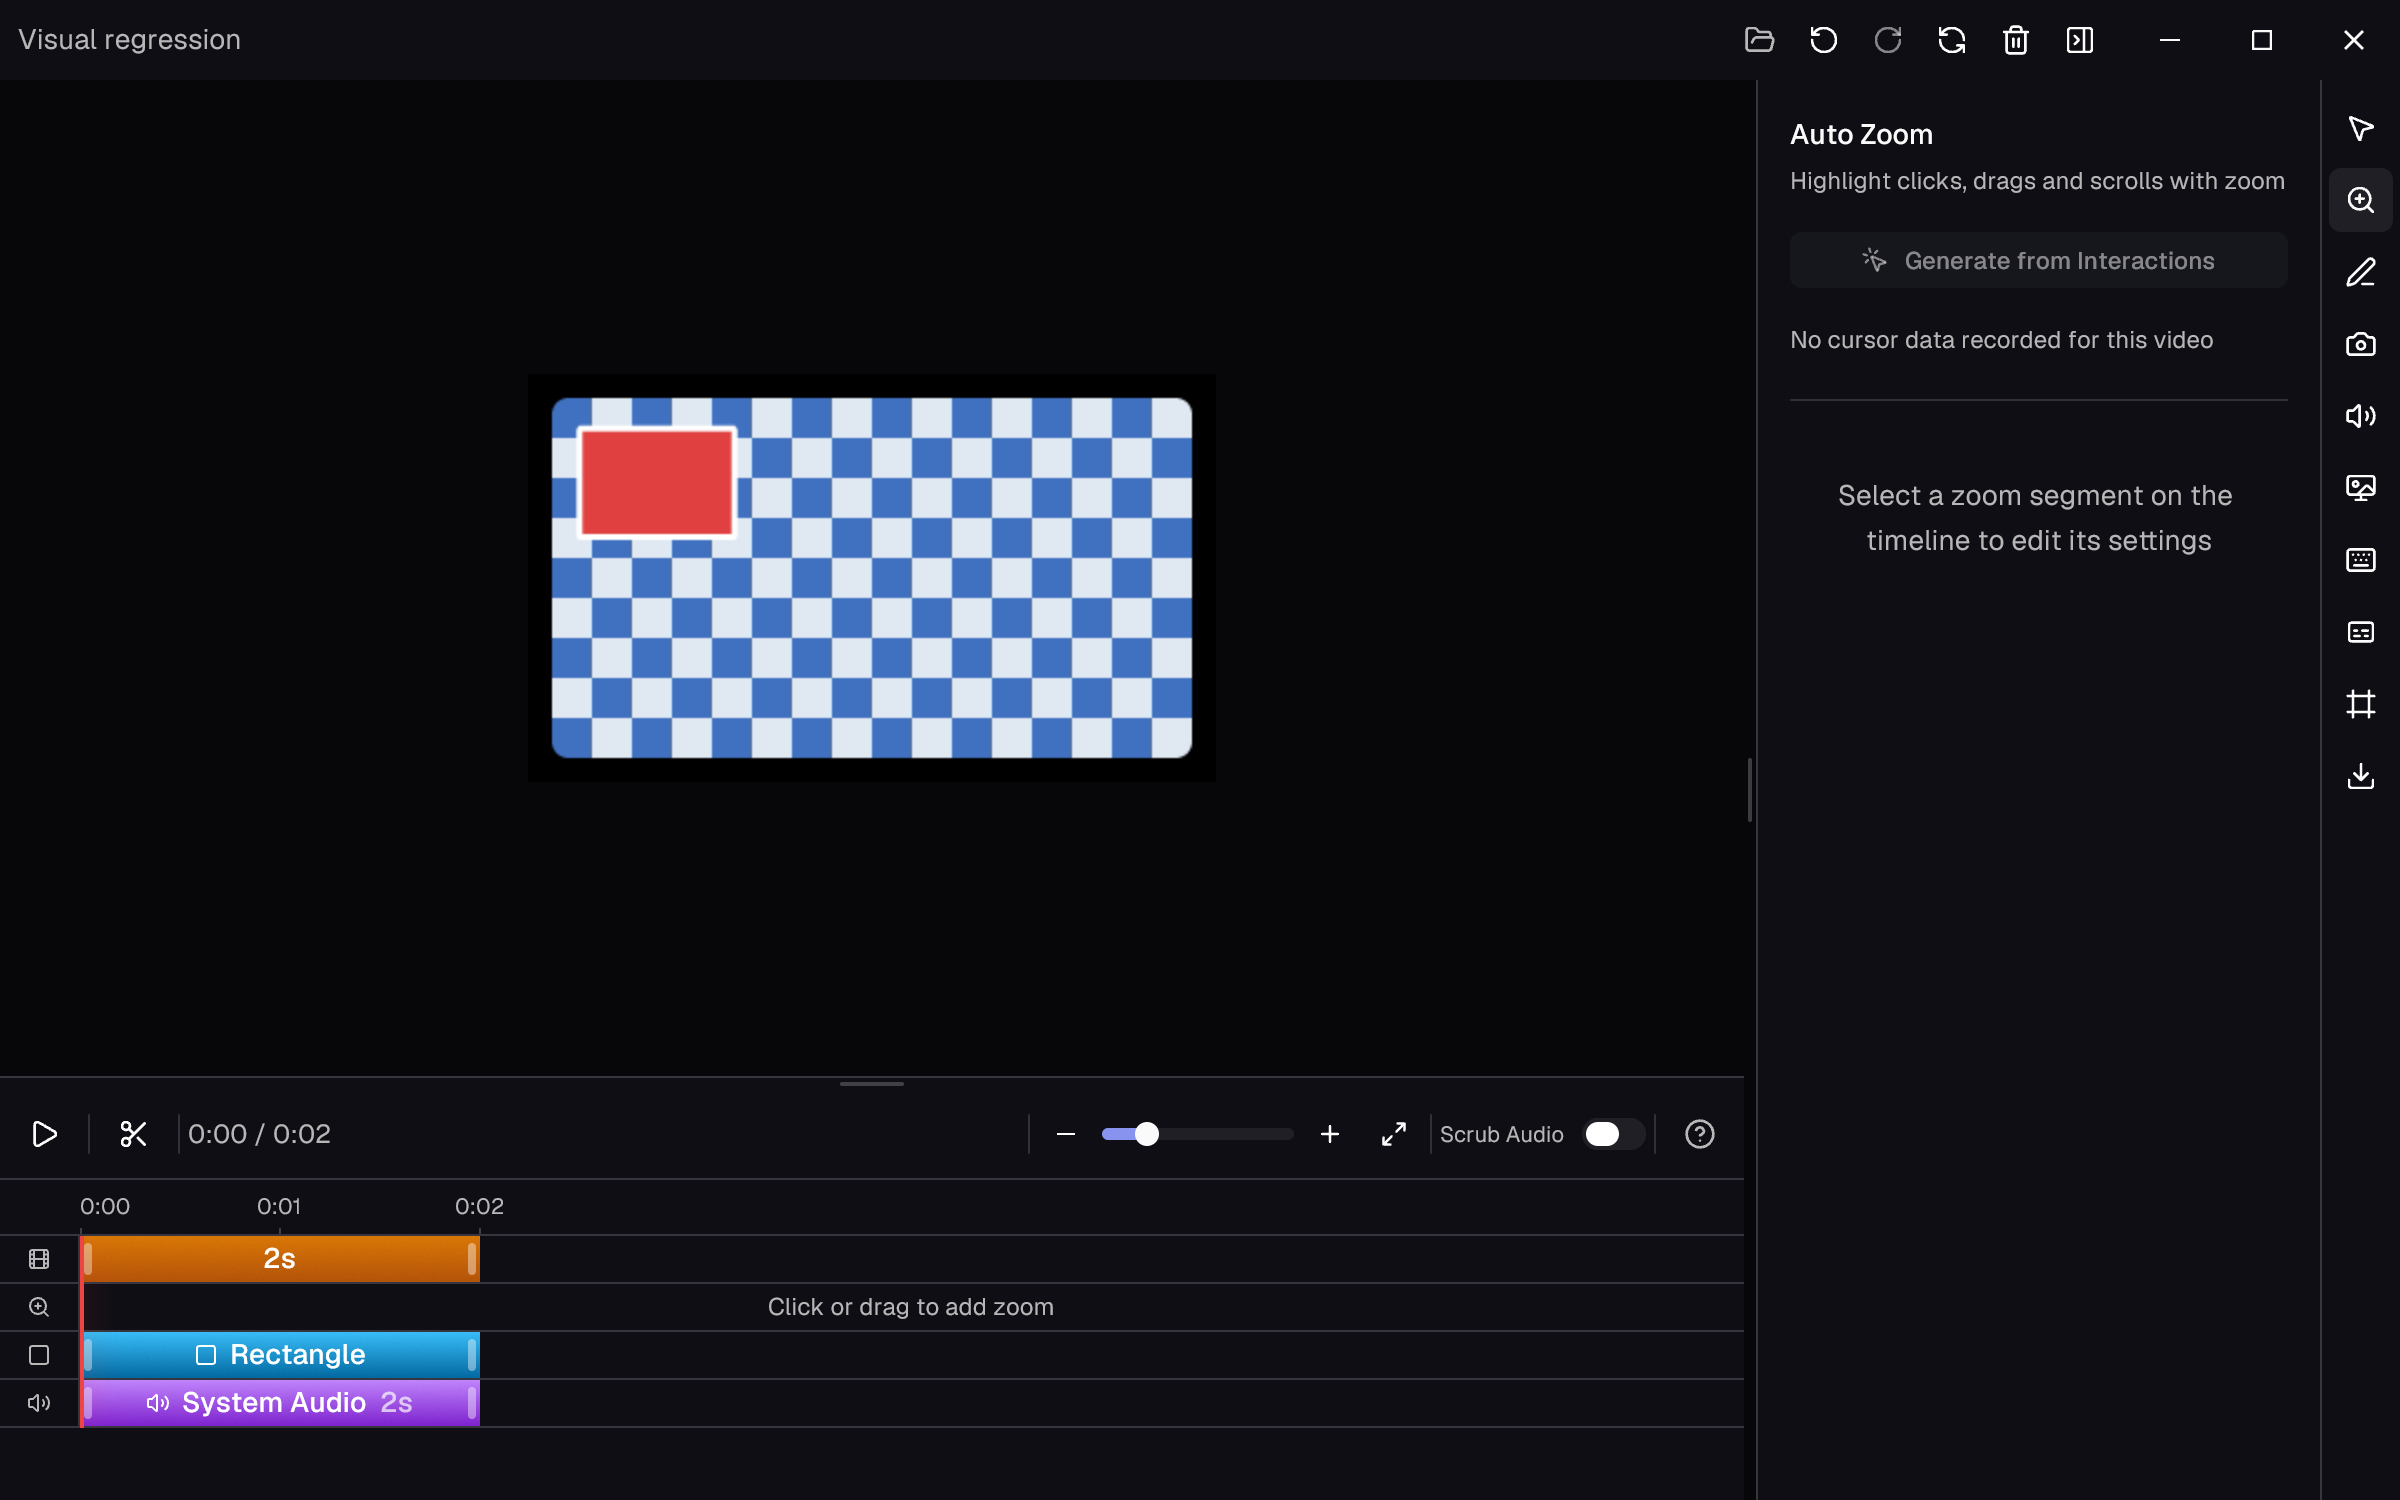 Visual regression
Auto Zoom
Highlight clicks, drags and scrolls with zoom
Generate from Interactions
No cursor data recorded for this video
Select a zoom segment on the
timeline to edit its settings
0:00 / 0:02
Scrub Audio
0:00 0:01 0:02
2s
Click or drag to add zoom
Rectangle
System Audio 2s